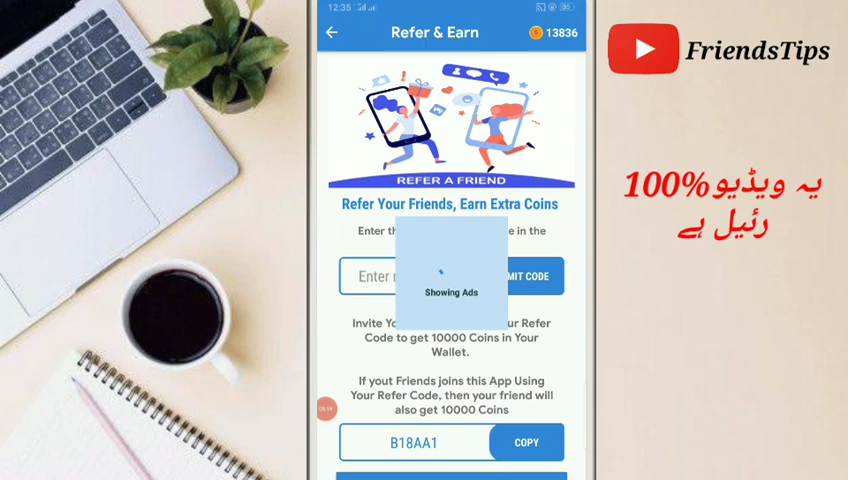 12:35
Refer & Earn
13836
REFER A FRIEND
Refer Your Friends, Earn Extra Coins
Enter th
e in the
Enter
MIT CODE
Showing Ads
Invite Yo
ur Refer
Code to get 10000 Coins in Your
Wallet.
If yout Friends joins this App Using
Your Refer Code, then your friend will
also get 10000 Coins
B18AA1
COPY
FriendsTips
یہ ویڈیو %100
رئیل ہے